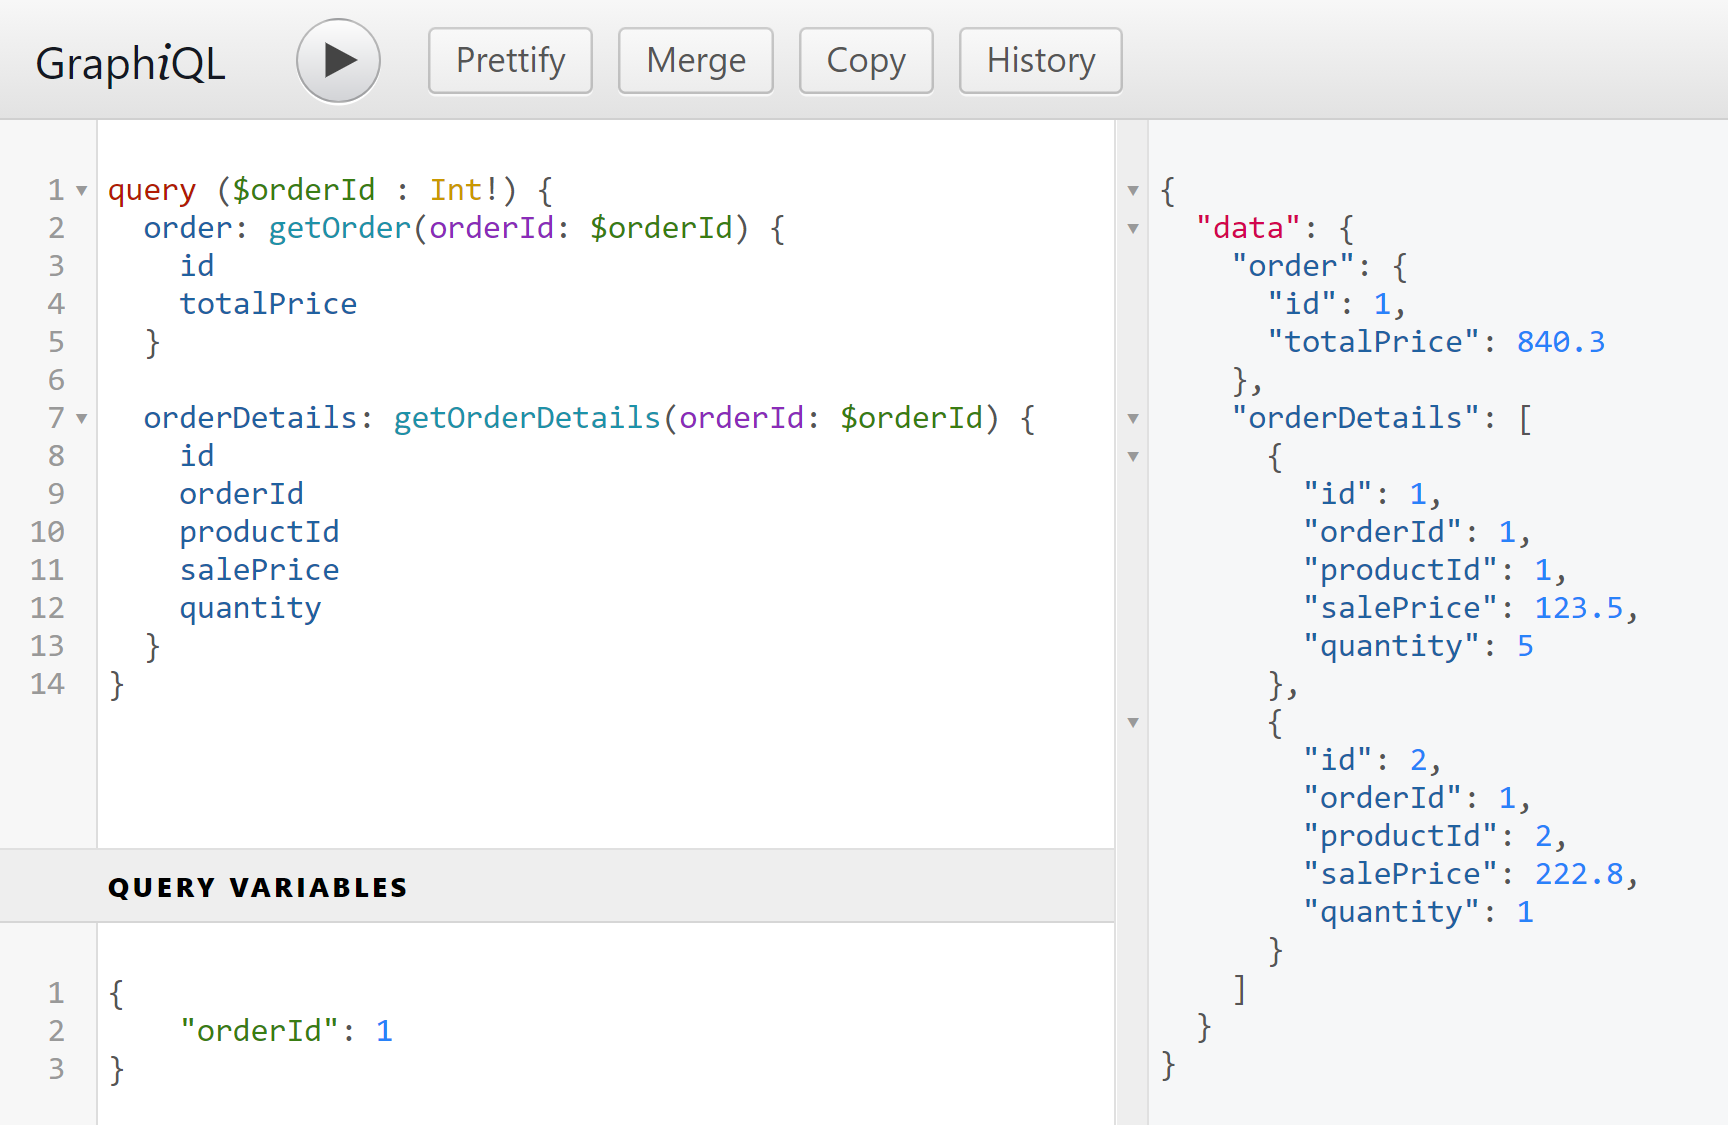 GraphiQL Prettify Merge Copy History
1 query ($orderId : Int!) {
2   order: getOrder(orderId: $orderId) {
3     id
4     totalPrice
5   }
6
7   orderDetails: getOrderDetails(orderId: $orderId) {
8     id
9     orderId
10     productId
11     salePrice
12     quantity
13   }
14 }
QUERY VARIABLES
1 {
2     "orderId": 1
3 }
{
  "data": {
    "order": {
      "id": 1,
      "totalPrice": 840.3
    },
    "orderDetails": [
      {
        "id": 1,
        "orderId": 1,
        "productId": 1,
        "salePrice": 123.5,
        "quantity": 5
      },
      {
        "id": 2,
        "orderId": 1,
        "productId": 2,
        "salePrice": 222.8,
        "quantity": 1
      }
    ]
  }
}